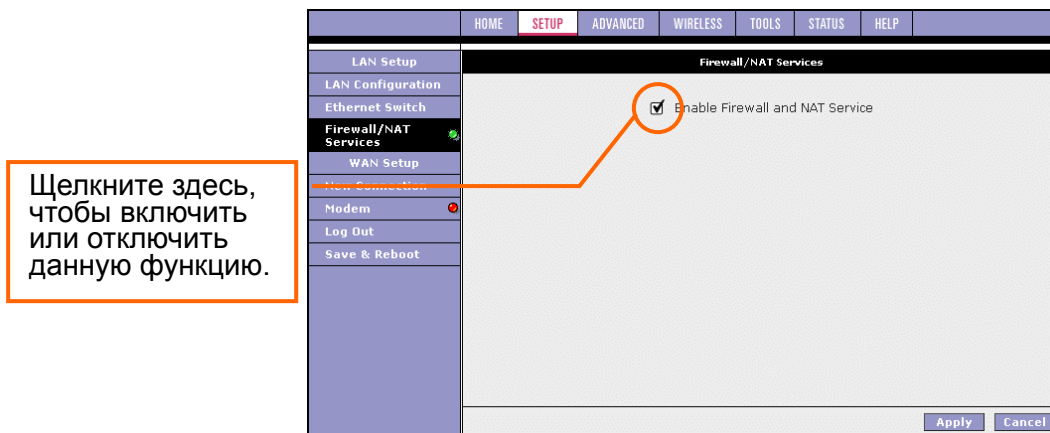 HOME SETUP ADVANCED WIRELESS TOOLS STATUS HELP
LAN Setup
LAN Configuration
Ethernet Switch
Firewall/NAT
Services
WAN Setup
New Connection
Modem
Log Out
Save & Reboot
Firewall/NAT Services
Enable Firewall and NAT Service
Щелкните здесь,
чтобы включить
или отключить
данную функцию.
Apply Cancel